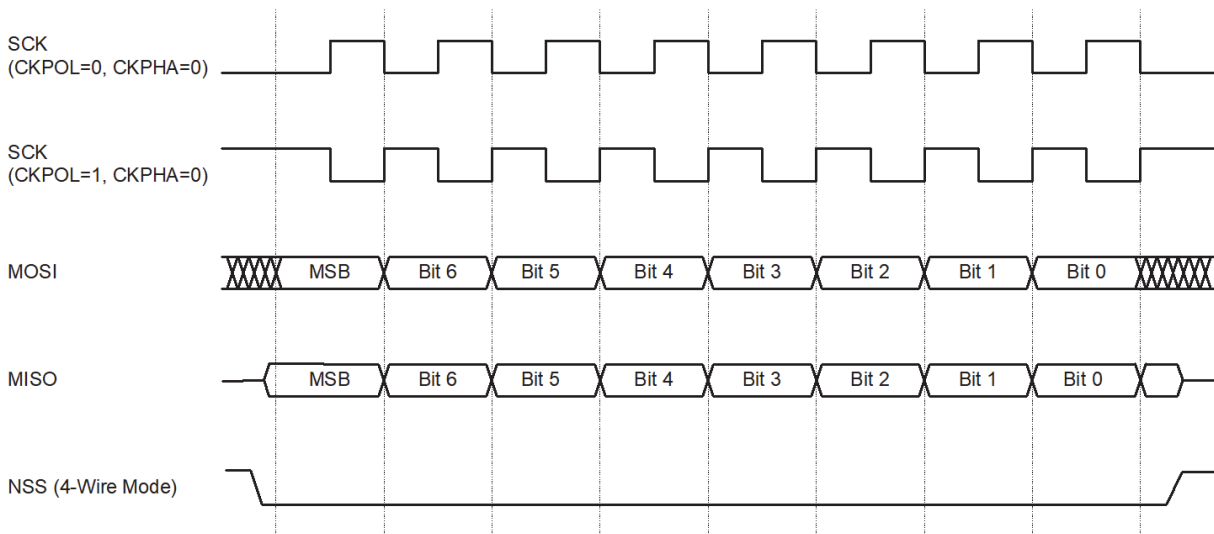 SCK
(CKPOL=0, CKPHA=0)
SCK
(CKPOL=1, CKPHA=0)
MOSI
MSB
Bit 6
Bit 5
Bit 4
Bit 3
Bit 2
Bit 1
Bit 0
MISO
MSB
Bit 6
Bit 5
Bit 4
Bit 3
Bit 2
Bit 1
Bit 0
NSS (4-Wire Mode)